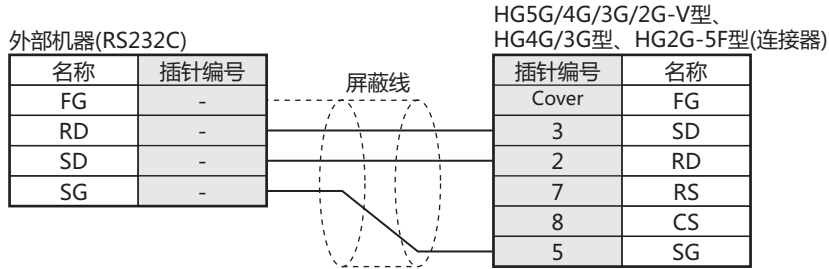 HG5G/4G/3G/2G-V型、
外部机器(RS232C)
HG4G/3G型、HG2G-5F型(连接器)
名称 插针编号 屏蔽线 插针编号 名称
FG - Cover FG
RD - 3 SD
SD - 2 RD
SG - 7 RS
8 CS
5 SG